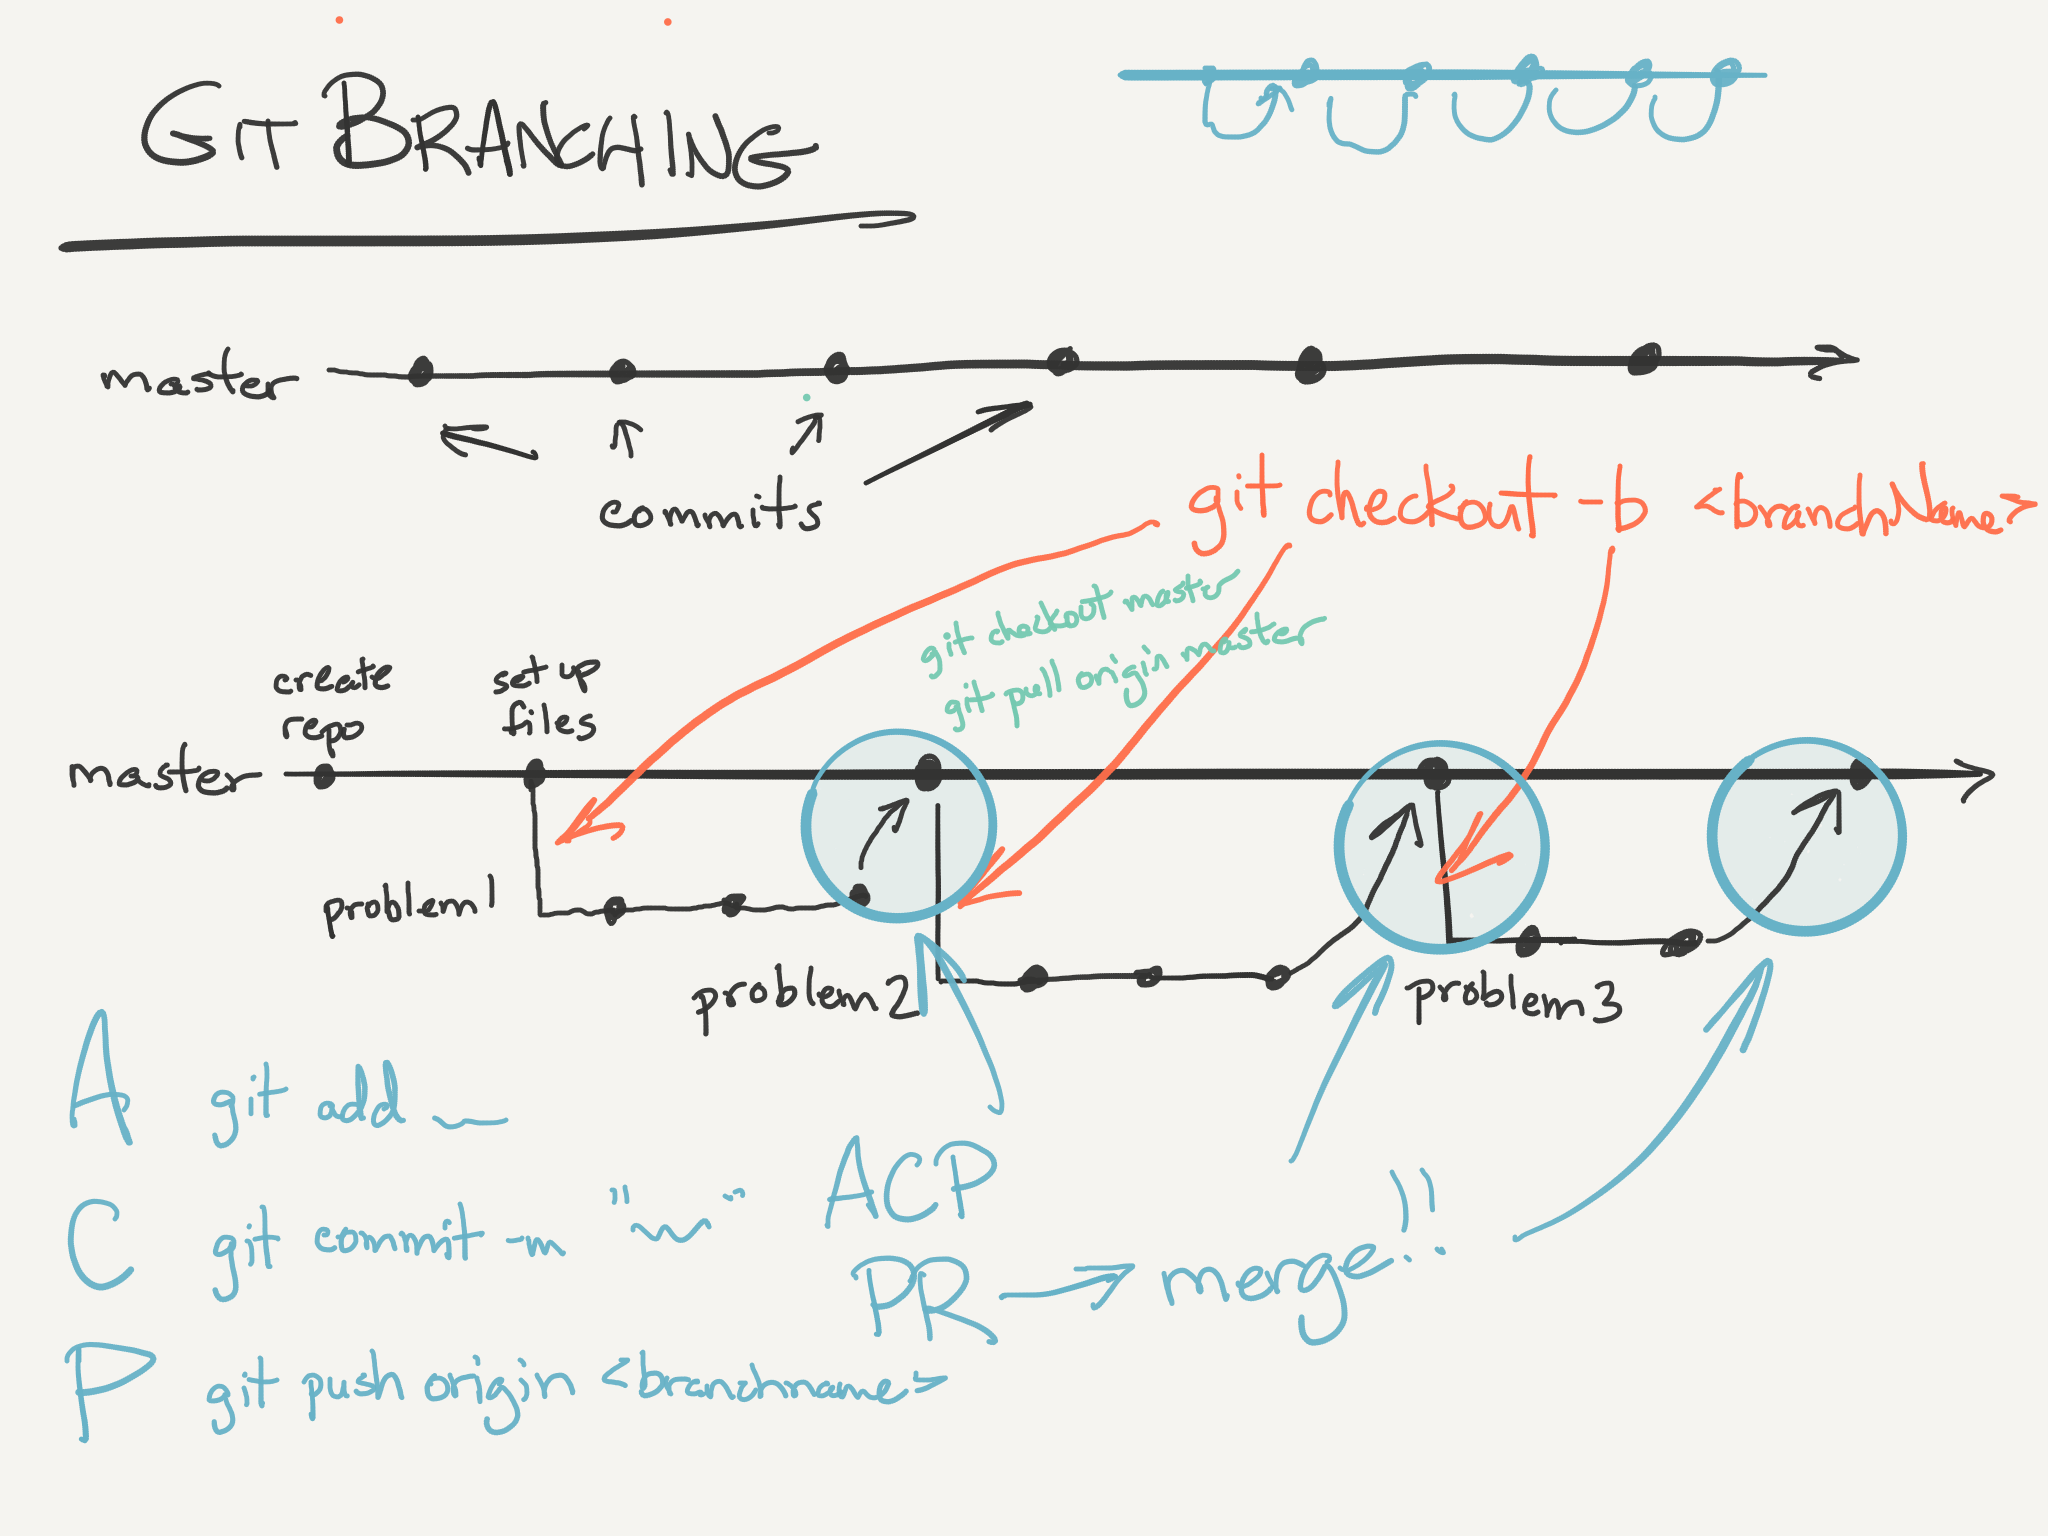 GIT BRANCHING
master
commits
git checkout -b <branchName>
git checkout master
git pull origin master
create
repo
set up
files
master
problem1
problem2
problem3
A git add __
C git commit -m "~"
P git push origin <branchname>
ACP
PR → merge!!